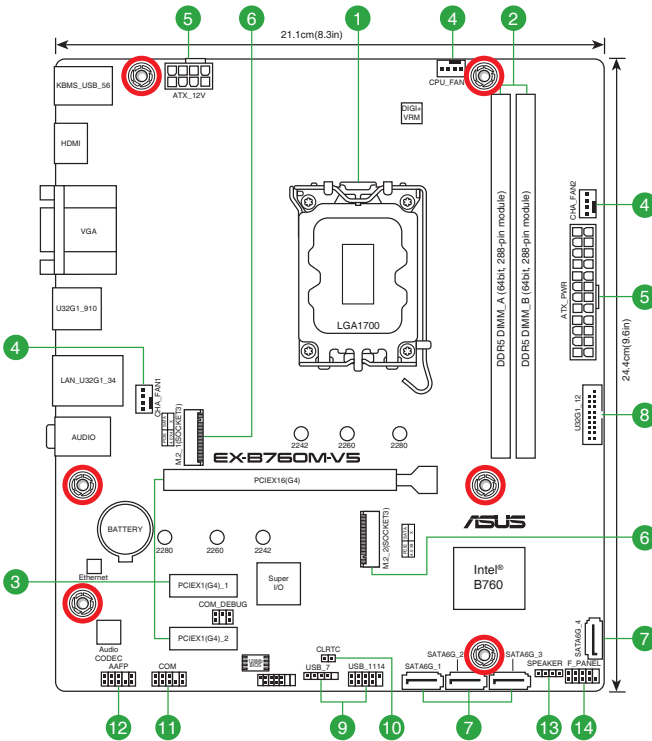 5
6
1
4
2
21.1cm(8.3in)
KBMS_USB_56
ATX_12V
CPU_FAN
DIGI+
VRM
HDMI
VGA
CHA_FAN2
4
DDR5 DIMM_A (64bit, 288-pin module)
DDR5 DIMM_B (64bit, 288-pin module)
ATX_PWR
5
24.4cm(9.6in)
U32G1_910
LGA1700
4
LAN_U32G1_34
CHA_FAN1
M.2_1(SOCKET3)
U32G1_12
8
AUDIO
2242
2260
2280
EX-B760M-V5
PCIEX16(G4)
BATTERY
ASUS
2280
2260
2242
M.2_2(SOCKET3)
6
Ethernet
Intel®
B760
3
PCIEX1(G4)_1
Super
I/O
COM_DEBUG
Audio
CODEC
PCIEX1(G4)_2
SATA6G_4
7
CLRTC
SATA6G_2
SATA6G_3
AAFP
COM
USB_7
USB_1114
SATA6G_1
SPEAKER
F_PANEL
12
11
9
10
7
13
14